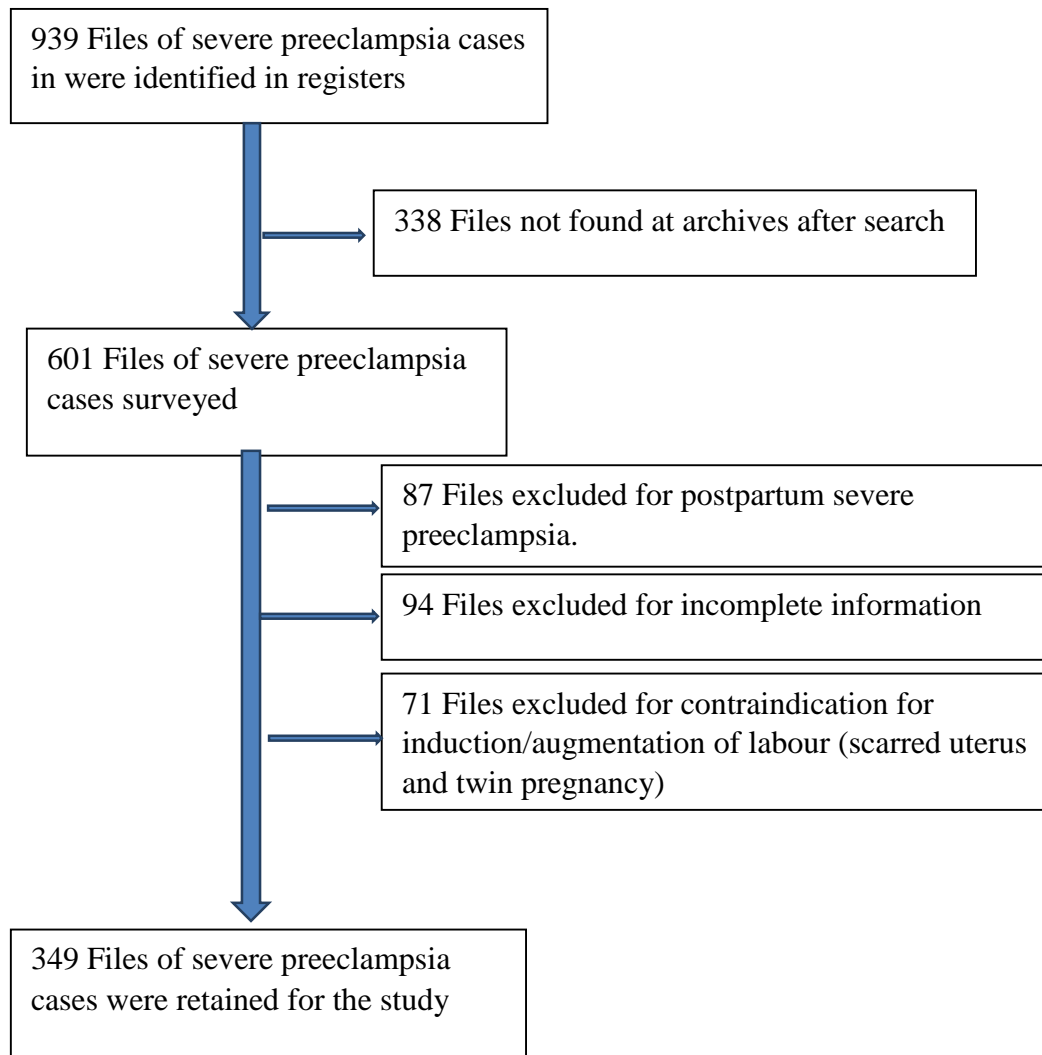 939 Files of severe preeclampsia cases
in were identified in registers
338 Files not found at archives after search
601 Files of severe preeclampsia
cases surveyed
87 Files excluded for postpartum severe
preeclampsia.
94 Files excluded for incomplete information
71 Files excluded for contraindication for
induction/augmentation of labour (scarred uterus
and twin pregnancy)
349 Files of severe preeclampsia
cases were retained for the study